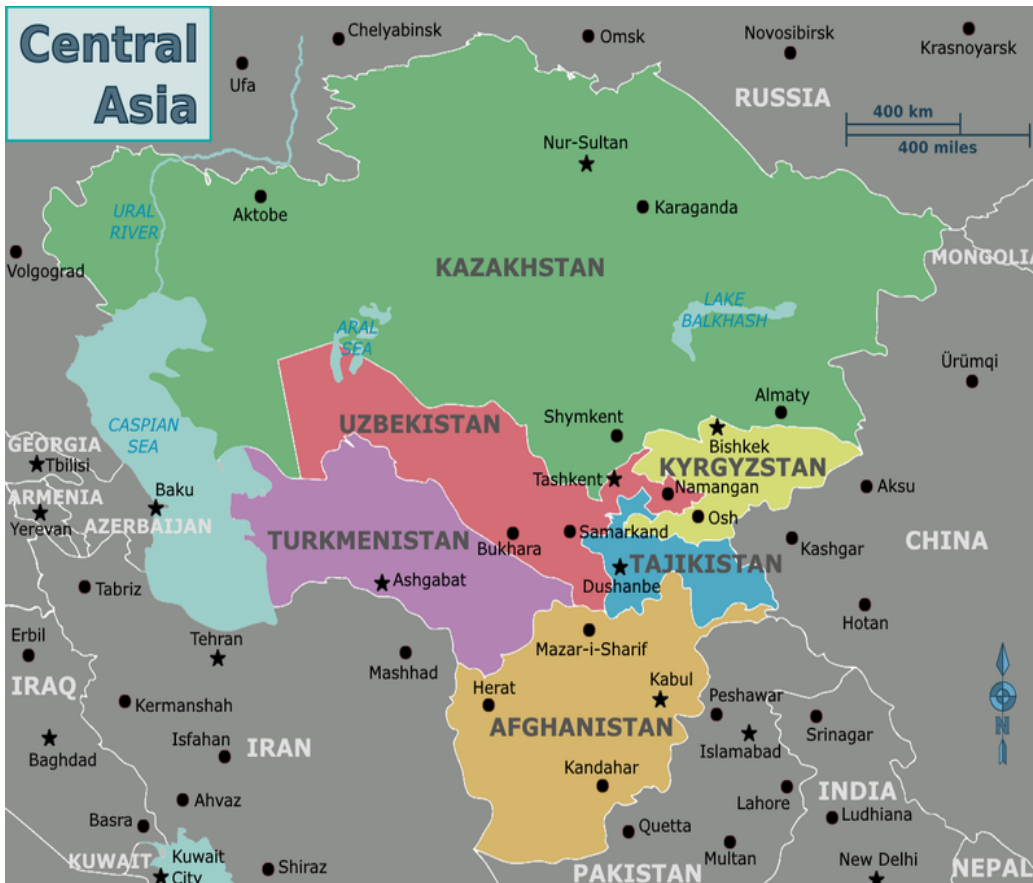 Central
Asia
Chelyabinsk
Omsk
Novosibirsk
Krasnoyarsk
Ufa
RUSSIA
400 km
400 miles
Nur-Sultan
Aktobe
Karaganda
URAL
RIVER
Volgograd
KAZAKHSTAN
MONGOLIA
LAKE
BALKHASH
ARAL
SEA
Ürümqi
Almaty
Shymkent
UZBEKISTAN
CASPIAN
SEA
Bishkek
GEORGIA
Tbilisi
KYRGYZSTAN
Tashkent
Namangan
Aksu
Baku
ARMENIA
Yerevan
AZERBAIJAN
Osh
Samarkand
Bukhara
TURKMENISTAN
CHINA
Kashgar
TAJIKISTAN
Ashgabat
Dushanbe
Tabriz
Hotan
Erbil
Tehran
Mashhad
Mazar-i-Sharif
IRAQ
Kabul
Herat
Peshawar
Kermanshah
N
AFGHANISTAN
Srinagar
Islamabad
Isfahan
IRAN
Baghdad
Kandahar
Lahore
INDIA
Ahvaz
Basra
Ludhiana
Quetta
Multan
KUWAIT
Kuwait
City
Shiraz
PAKISTAN
New Delhi
NEPAL